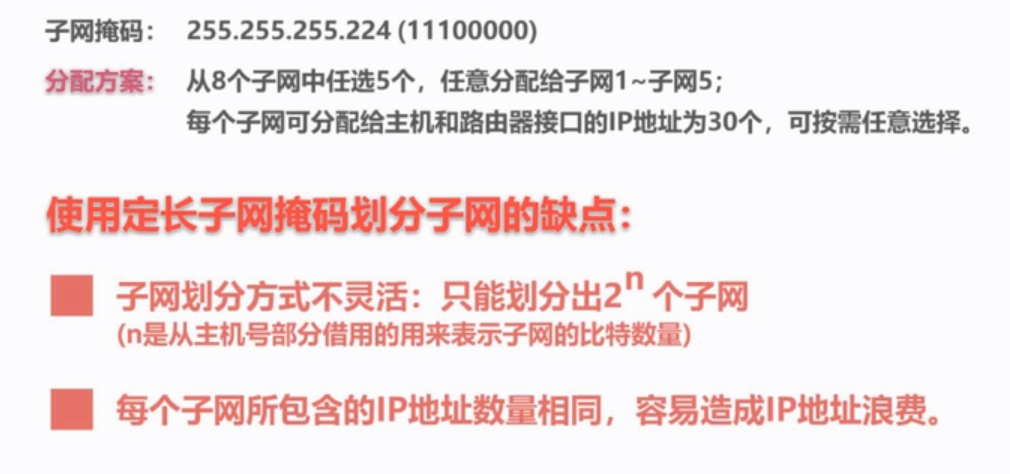 子网掩码： 255.255.255.224 (11100000)
分配方案： 从8个子网中任选5个，任意分配给子网1~子网5；
每个子网可分配给主机和路由器接口的IP地址为30个，可按需任意选择。
使用定长子网掩码划分子网的缺点：
子网划分方式不灵活：只能划分出2ⁿ个子网
(n是从主机号部分借用的用来表示子网的比特数量)
每个子网所包含的IP地址数量相同，容易造成IP地址浪费。